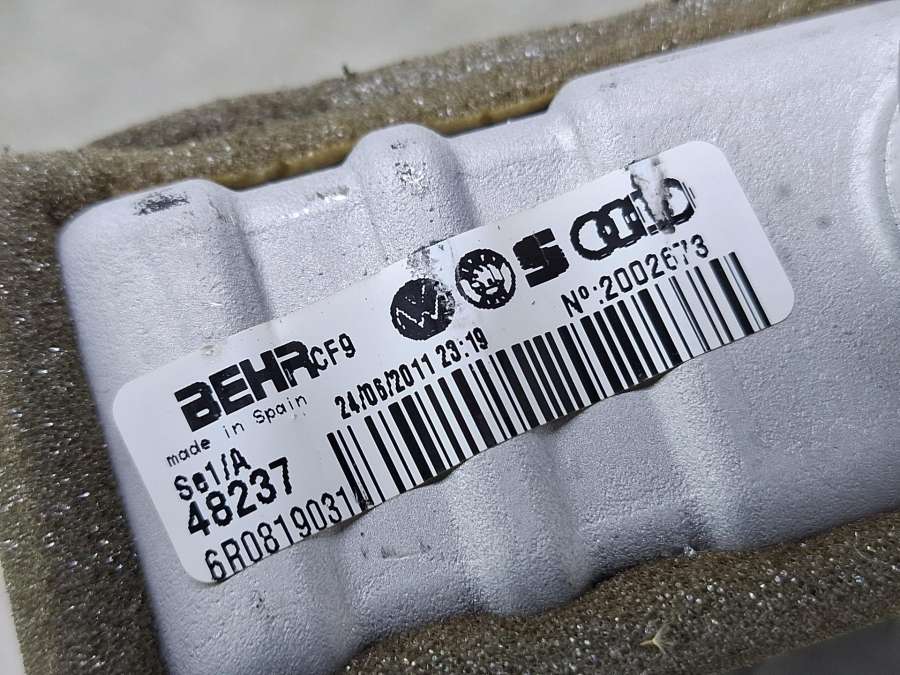 BEHR CF9
made in Spain
24/06/2011 23:19
Nº:2002673
Se1/A
48237
6R0819031